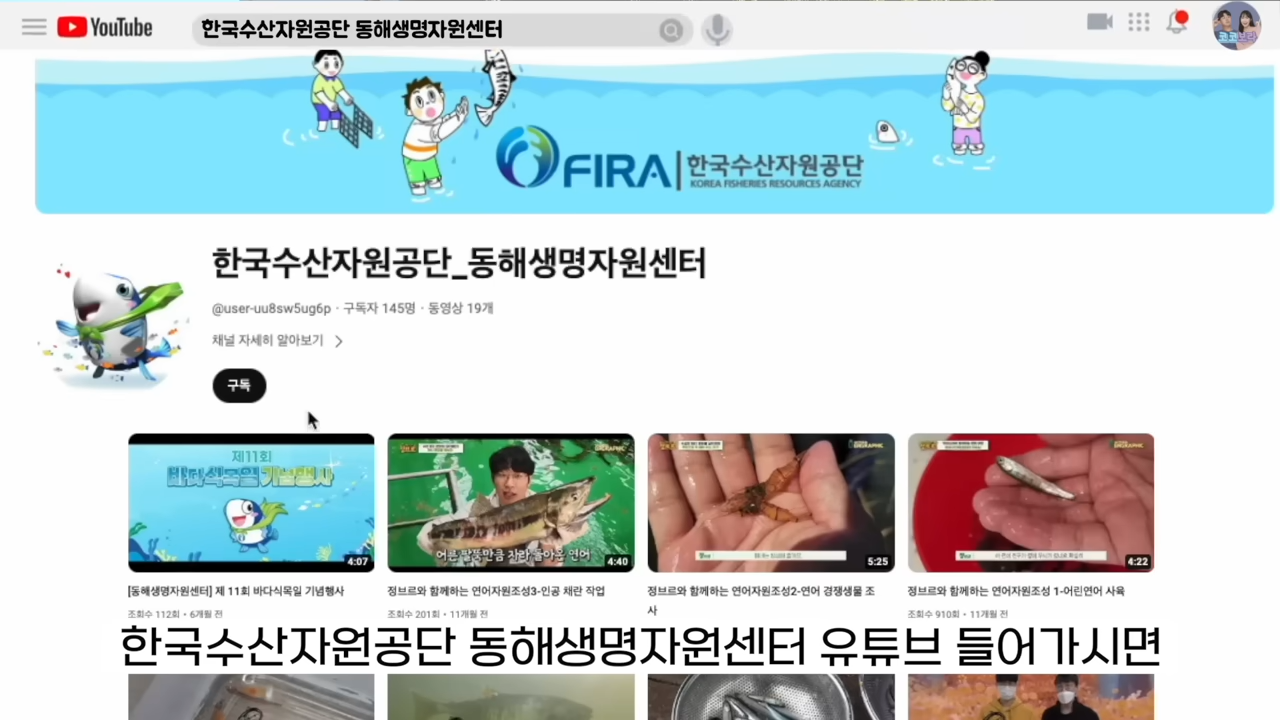 YouTube
한국수산자원공단 동해생명자원센터
코코보라
FIRA 한국수산자원공단
KOREA FISHERIES RESOURCES AGENCY
한국수산자원공단_동해생명자원센터
@user-uu8sw5ug6p · 구독자 145명 · 동영상 19개
채널 자세히 알아보기
구독
제11회
바다식목일 기념행사
4:07
어른 팔뚝만큼 자라 돌아온 연어
4:40
5:25
4:22
[동해생명자원센터] 제 11회 바다식목일 기념행사
조회수 112회 · 6개월 전
정브르와 함께하는 연어자원조성3-인공 채란 작업
조회수 201회 · 11개월 전
정브르와 함께하는 연어자원조성2-연어 경쟁생물 조
사
정브르와 함께하는 연어자원조성 1-어린연어 사육
조회수 910회 · 11개월 전
한국수산자원공단 동해생명자원센터 유튜브 들어가시면